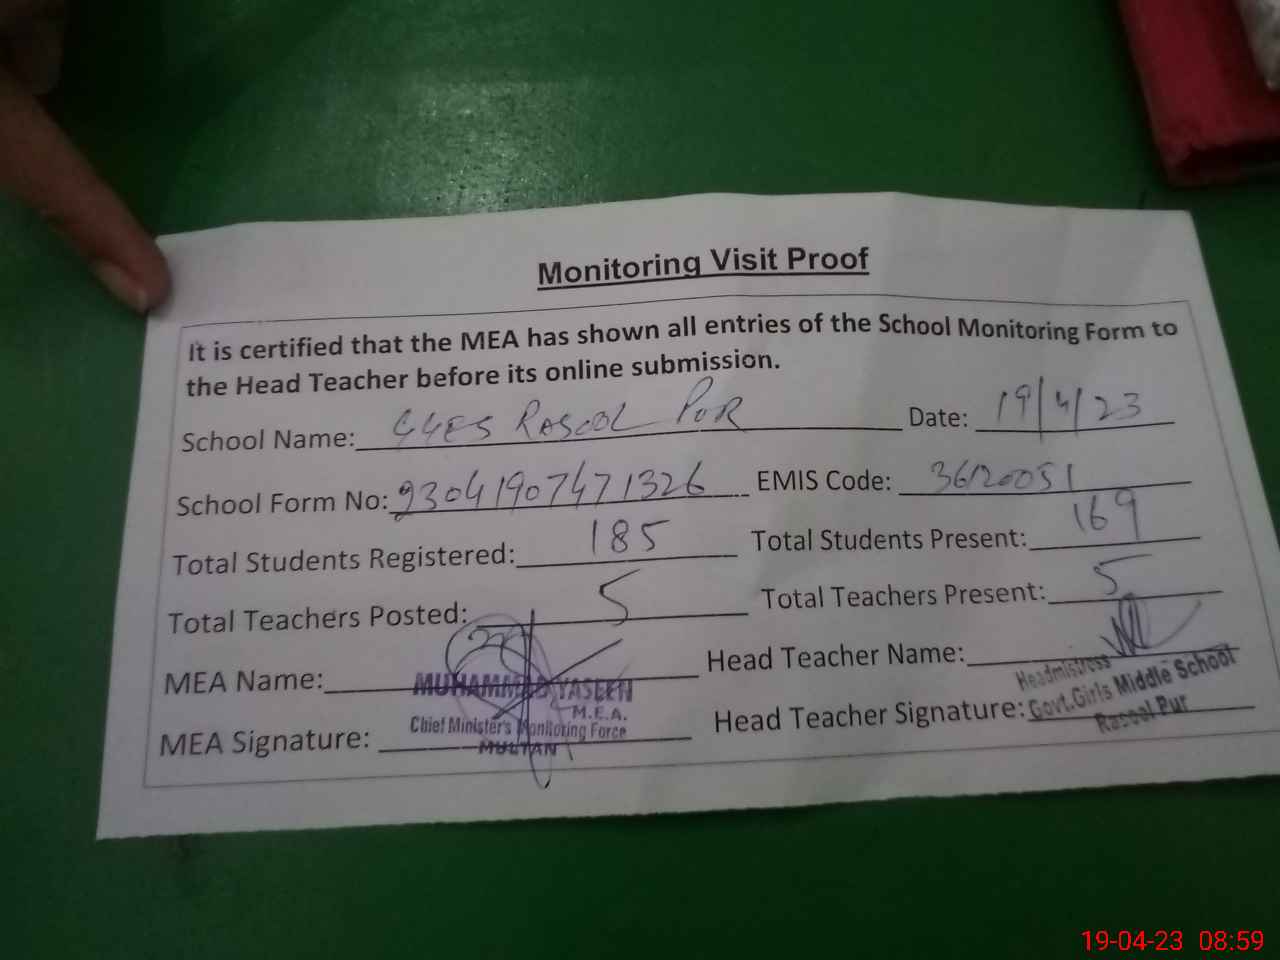 Monitoring Visit Proof
It is certified that the MEA has shown all entries of the School Monitoring Form to
the Head Teacher before its online submission.
School Name: GGES RASOOL PUR Date: 19/4/23
School Form No: 9304190747 1326 EMIS Code: 36120051
Total Students Registered: 185 Total Students Present: 169
Total Teachers Posted: 5 Total Teachers Present: 5
MEA Name: Head Teacher Name:
MUHAMMAD YASEEN
M.E.A.
Chief Minister's Monitoring Force
MULTAN
Headmistress
Govt.Girls Middle School
Rasool Pur
MEA Signature: Head Teacher Signature:
19-04-23 08:59